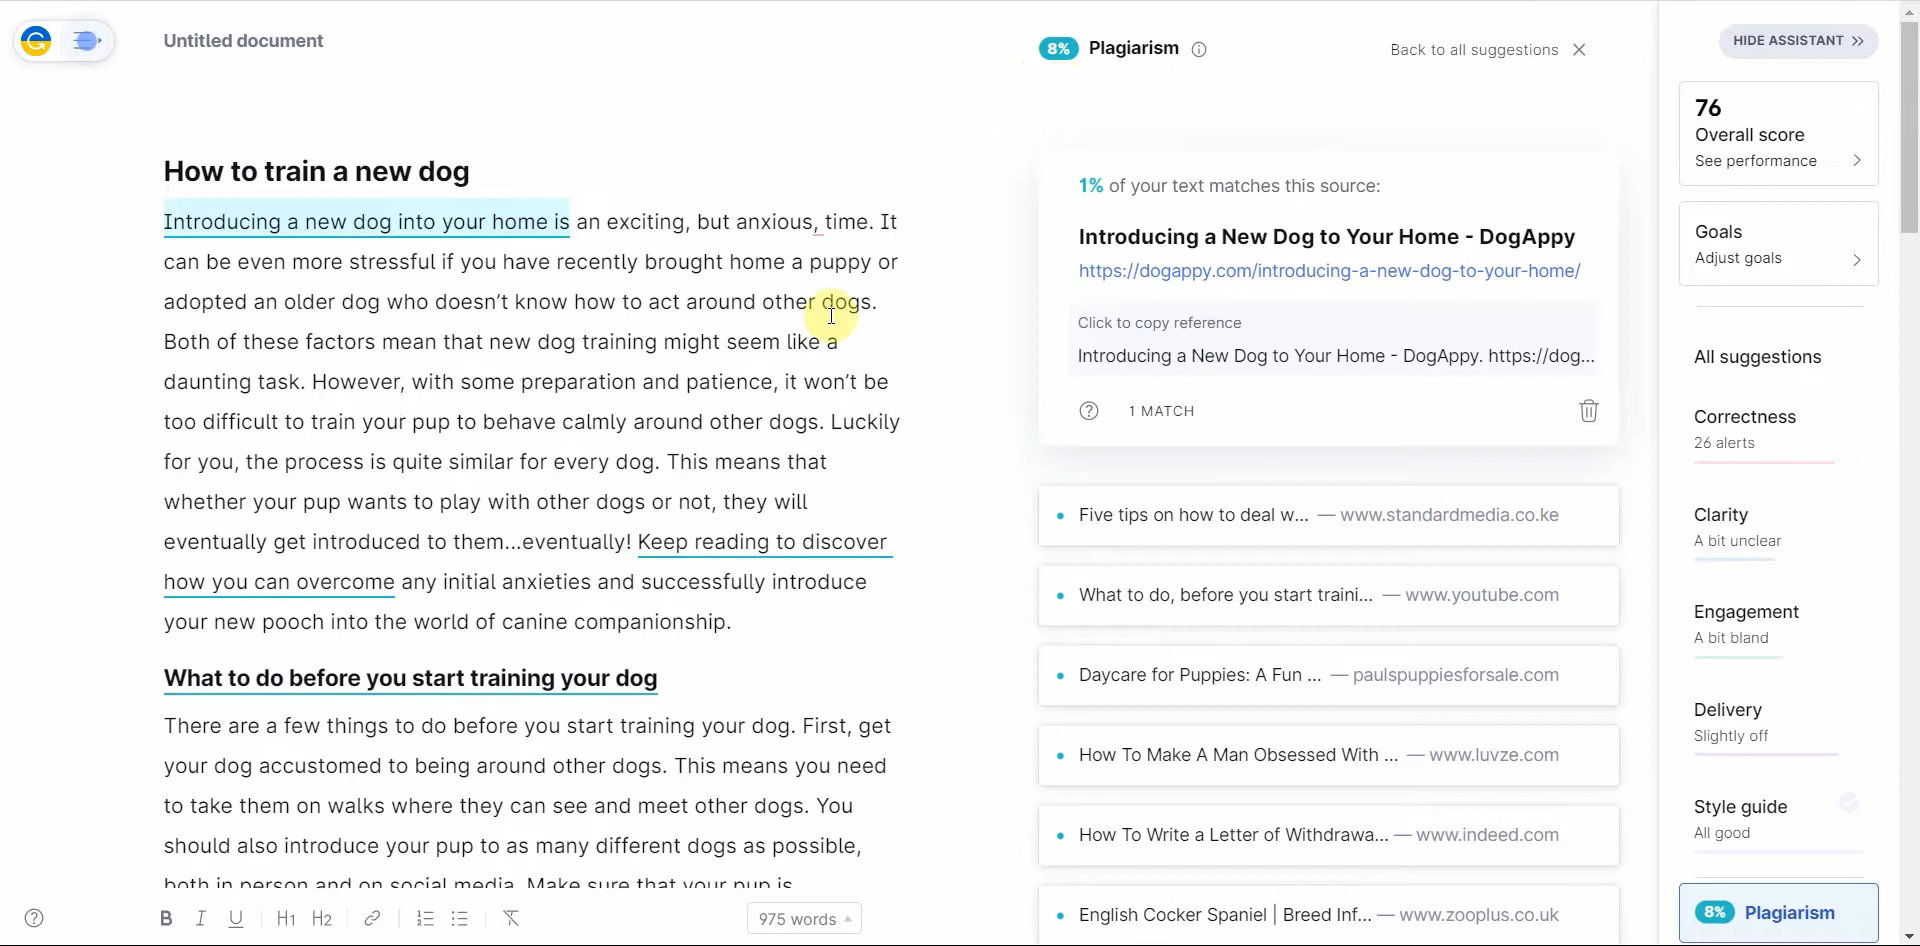 Untitled document
How to train a new dog
Introducing a new dog into your home is an exciting, but anxious, time. It
can be even more stressful if you have recently brought home a puppy or
adopted an older dog who doesn’t know how to act around other dogs.
Both of these factors mean that new dog training might seem like a
daunting task. However, with some preparation and patience, it won’t be
too difficult to train your pup to behave calmly around other dogs. Luckily
for you, the process is quite similar for every dog. This means that
whether your pup wants to play with other dogs or not, they will
eventually get introduced to them...eventually! Keep reading to discover
how you can overcome any initial anxieties and successfully introduce
your new pooch into the world of canine companionship.
What to do before you start training your dog
There are a few things to do before you start training your dog. First, get
your dog accustomed to being around other dogs. This means you need
to take them on walks where they can see and meet other dogs. You
should also introduce your pup to as many different dogs as possible,
both in person and on social media. Make sure that your pup is
B I U H1 H2
975 words
8% Plagiarism
Back to all suggestions
1% of your text matches this source:
Introducing a New Dog to Your Home - DogAppy
https://dogappy.com/introducing-a-new-dog-to-your-home/
Click to copy reference
Introducing a New Dog to Your Home - DogAppy. https://dog...
1 MATCH
Five tips on how to deal w... — www.standardmedia.co.ke
What to do, before you start traini... — www.youtube.com
Daycare for Puppies: A Fun ... — paulspuppiesforsale.com
How To Make A Man Obsessed With ... — www.luvze.com
How To Write a Letter of Withdrawa... — www.indeed.com
English Cocker Spaniel | Breed Inf... — www.zooplus.co.uk
HIDE ASSISTANT
76
Overall score
See performance
Goals
Adjust goals
All suggestions
Correctness
26 alerts
Clarity
A bit unclear
Engagement
A bit bland
Delivery
Slightly off
Style guide
All good
8% Plagiarism